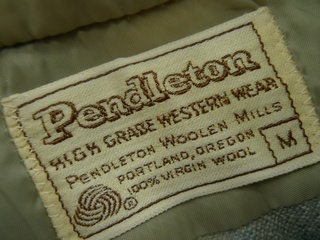 Pendleton
HIGH GRADE WESTERN WEAR
PENDLETON WOOLEN MILLS
PORTLAND, OREGON
100% VIRGIN WOOL
M
®